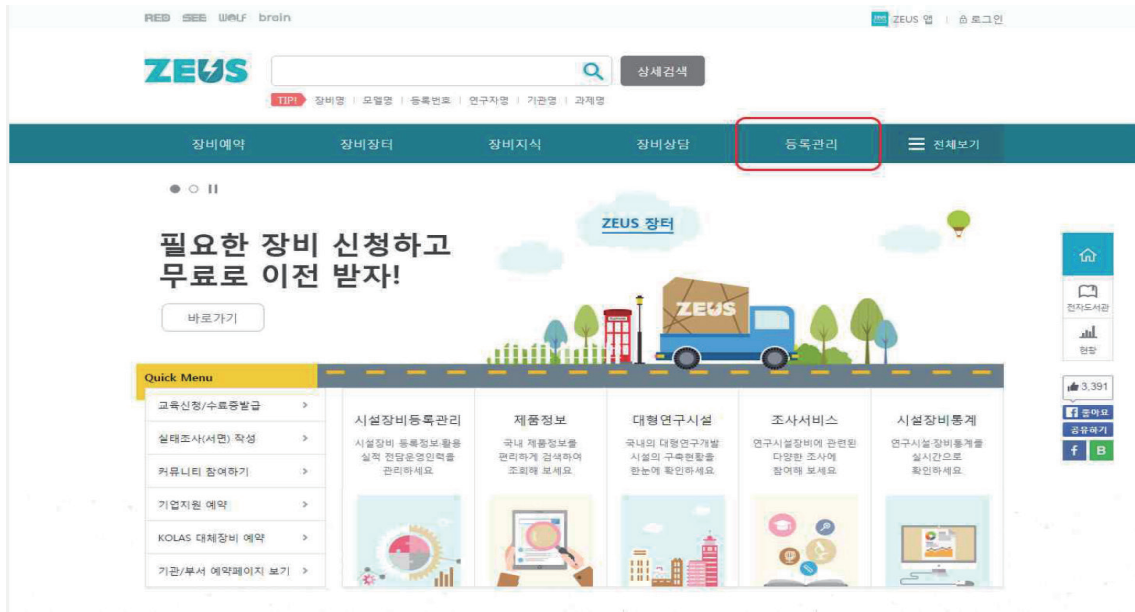 RED SEE WOLF brain
ZEUS 앱 | 로그인
ZEUS
상세검색
TIP! 장비명 | 모델명 | 등록번호 | 연구자명 | 기관명 | 과제명
장비예약 장비장터 장비지식 장비상담 등록관리 전체보기
ZEUS 장터
필요한 장비 신청하고
무료로 이전 받자!
바로가기
ZEUS
전자도서관
현황
3,391
좋아요
공유하기
f B
Quick Menu
교육신청/수료증발급 >
실태조사(서면) 작성 >
커뮤니티 참여하기 >
기업지원 예약 >
KOLAS 대체장비 예약 >
기관/부서 예약페이지 보기 >
시설장비등록관리
시설장비 등록정보·활용
실적 전담운영인력을
관리하세요
제품정보
국내 제품정보를
편리하게 검색하여
조회해 보세요
대형연구시설
국내의 대형연구개발
시설의 구축현황을
한눈에 확인하세요
조사서비스
연구시설장비에 관련된
다양한 조사에
참여해 보세요
시설장비통계
연구시설·장비통계를
실시간으로
확인하세요